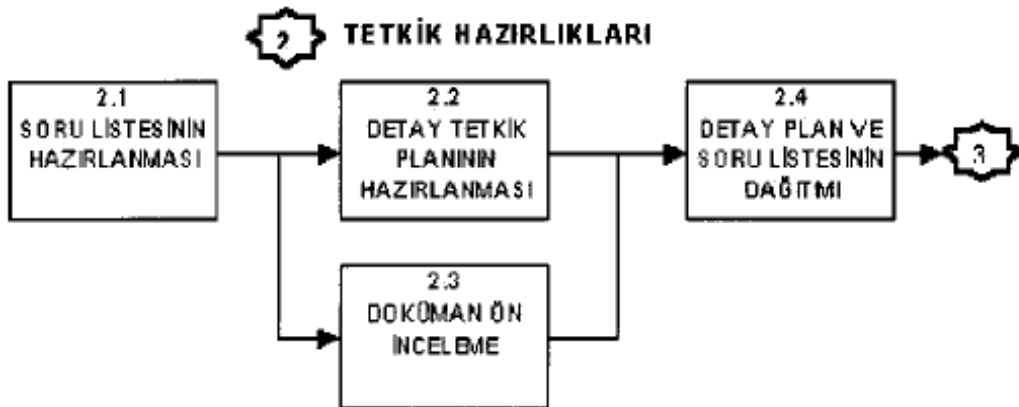 2 TETKİK HAZIRLIKLARI
2.1
SORU LİSTESİNİN
HAZIRLANMASI
2.2
DETAY TETKİK
PLANININ
HAZIRLANMASI
2.4
DETAY PLAN VE
SORU LİSTESİNİN
DAĞITMI
3
2.3
DOKÜMAN ÖN
İNCELEME